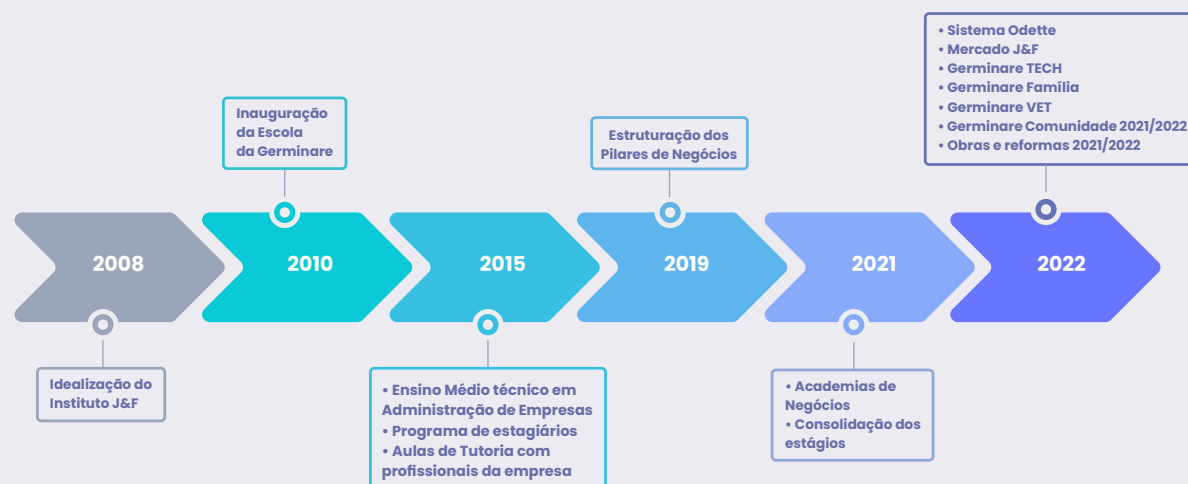 • Sistema Odette
• Mercado J&F
• Germinare TECH
• Germinare Família
• Germinare VET
• Germinare Comunidade 2021/2022
• Obras e reformas 2021/2022
Inauguração
da Escola
da Germinare
Estruturação dos
Pilares de Negócios
2008
2010
2015
2019
2021
2022
Idealização do
Instituto J&F
• Ensino Médio técnico em
Administração de Empresas
• Programa de estagiários
• Aulas de Tutoria com
profissionais da empresa
• Academias de
Negócios
• Consolidação dos
estágios